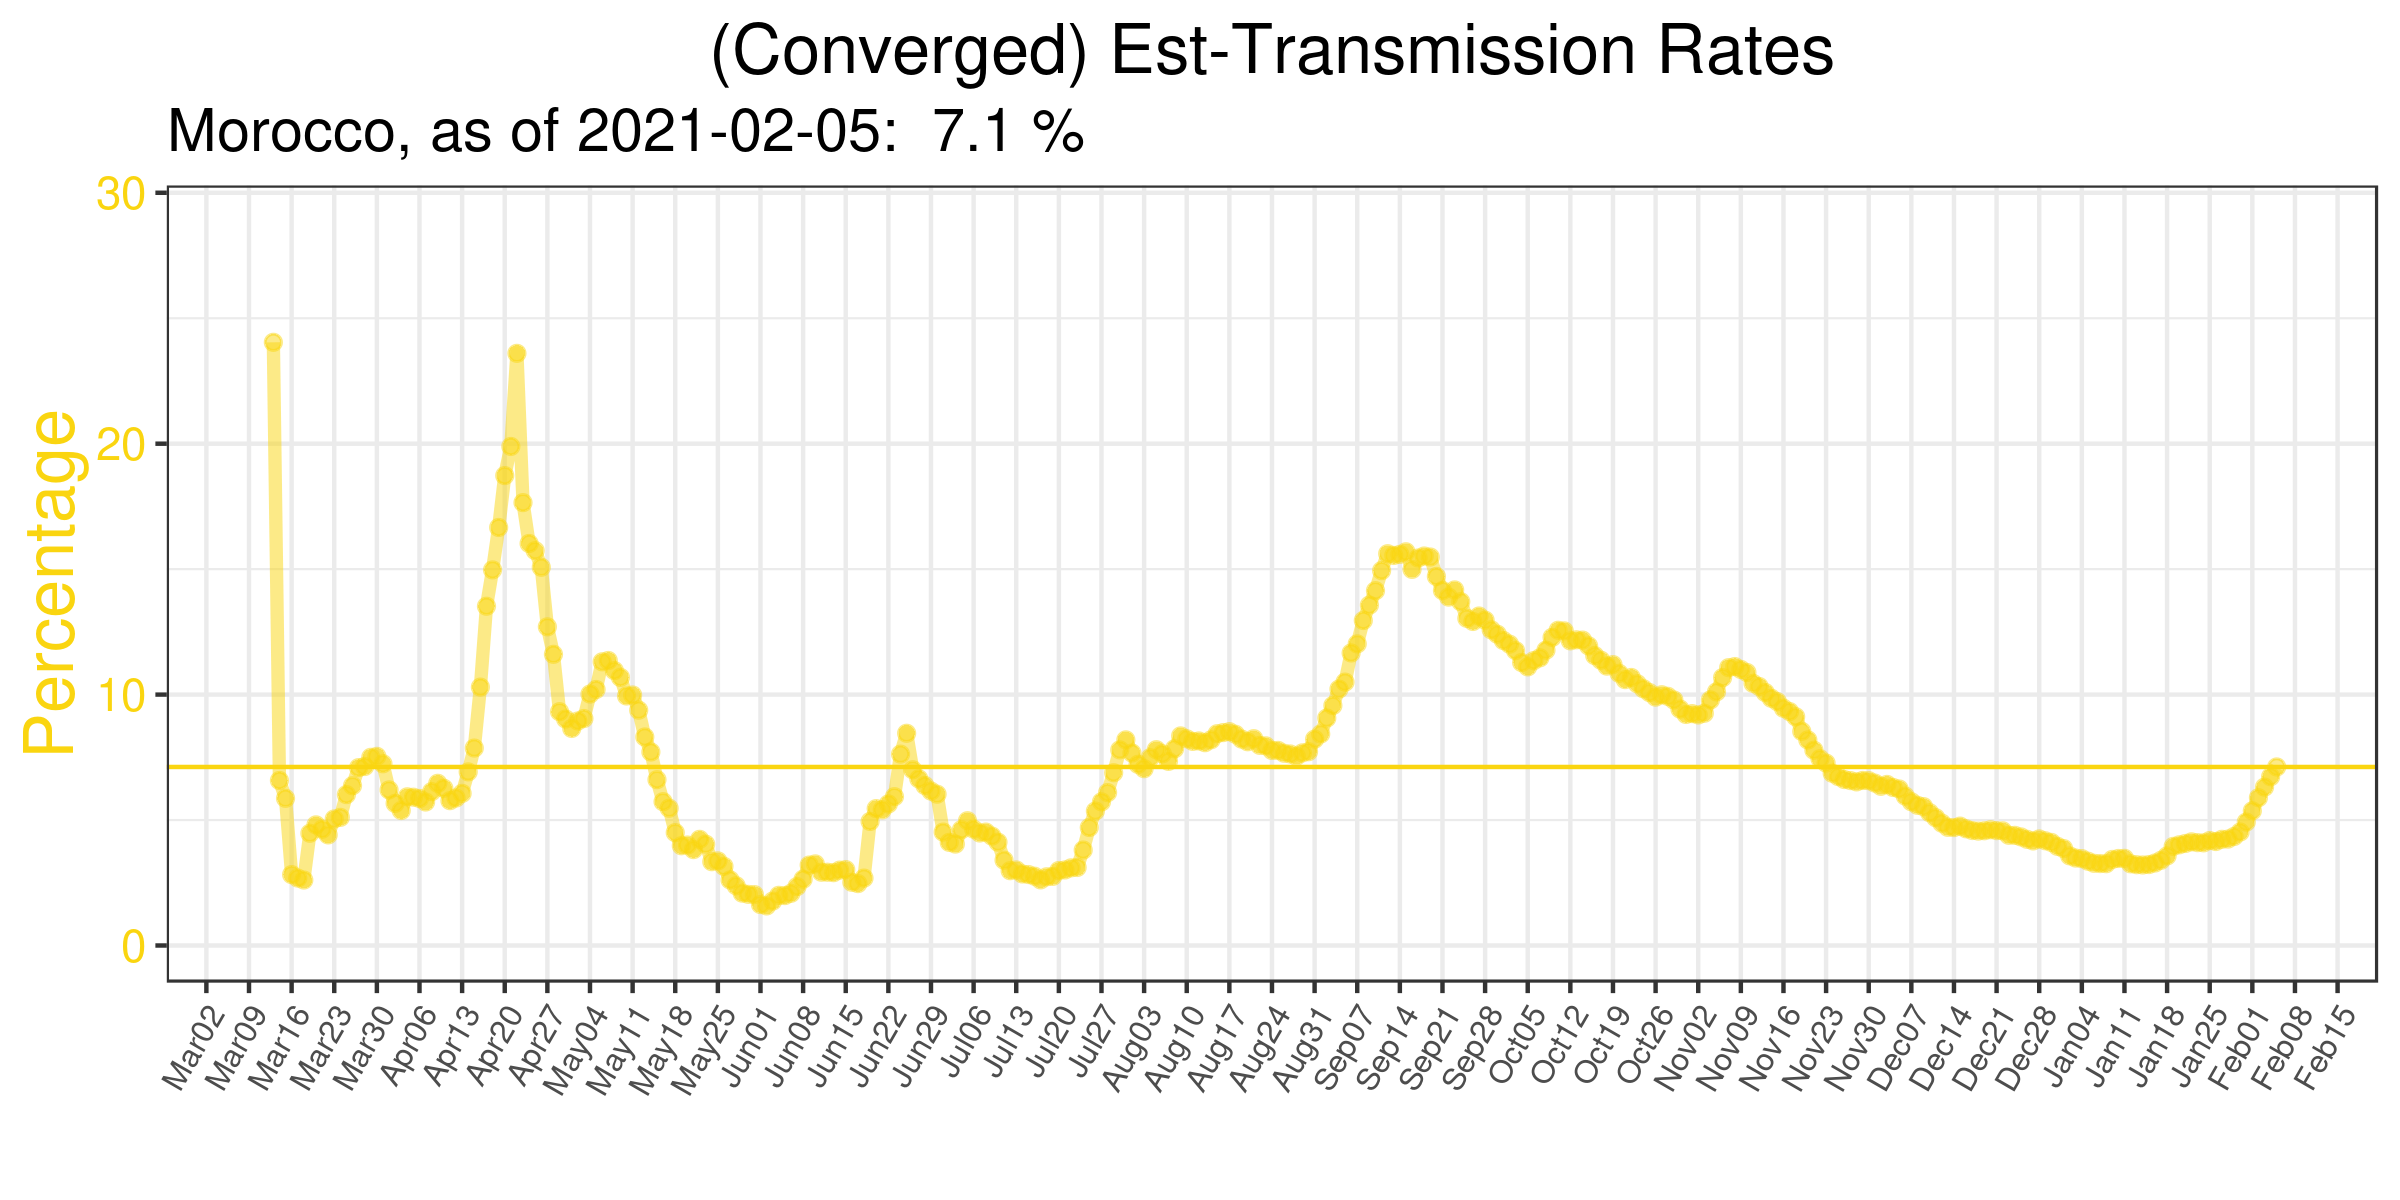 (Converged) Est-Transmission Rates
Morocco, as of 2021-02-05:  7.1 %
Percentage
30
20
10
0
Mar02
Mar09
Mar16
Mar23
Mar30
Apr06
Apr13
Apr20
Apr27
May04
May11
May18
May25
Jun01
Jun08
Jun15
Jun22
Jun29
Jul06
Jul13
Jul20
Jul27
Aug03
Aug10
Aug17
Aug24
Aug31
Sep07
Sep14
Sep21
Sep28
Oct05
Oct12
Oct19
Oct26
Nov02
Nov09
Nov16
Nov23
Nov30
Dec07
Dec14
Dec21
Dec28
Jan04
Jan11
Jan18
Jan25
Feb01
Feb08
Feb15